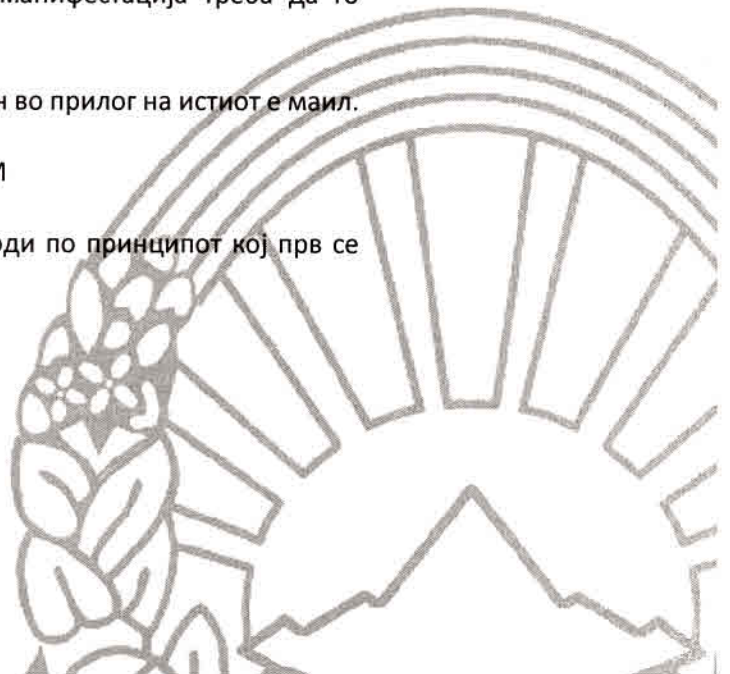 манифестација треба да го
н во прилог на истиот е маил.
и
оди по принципот кој прв се